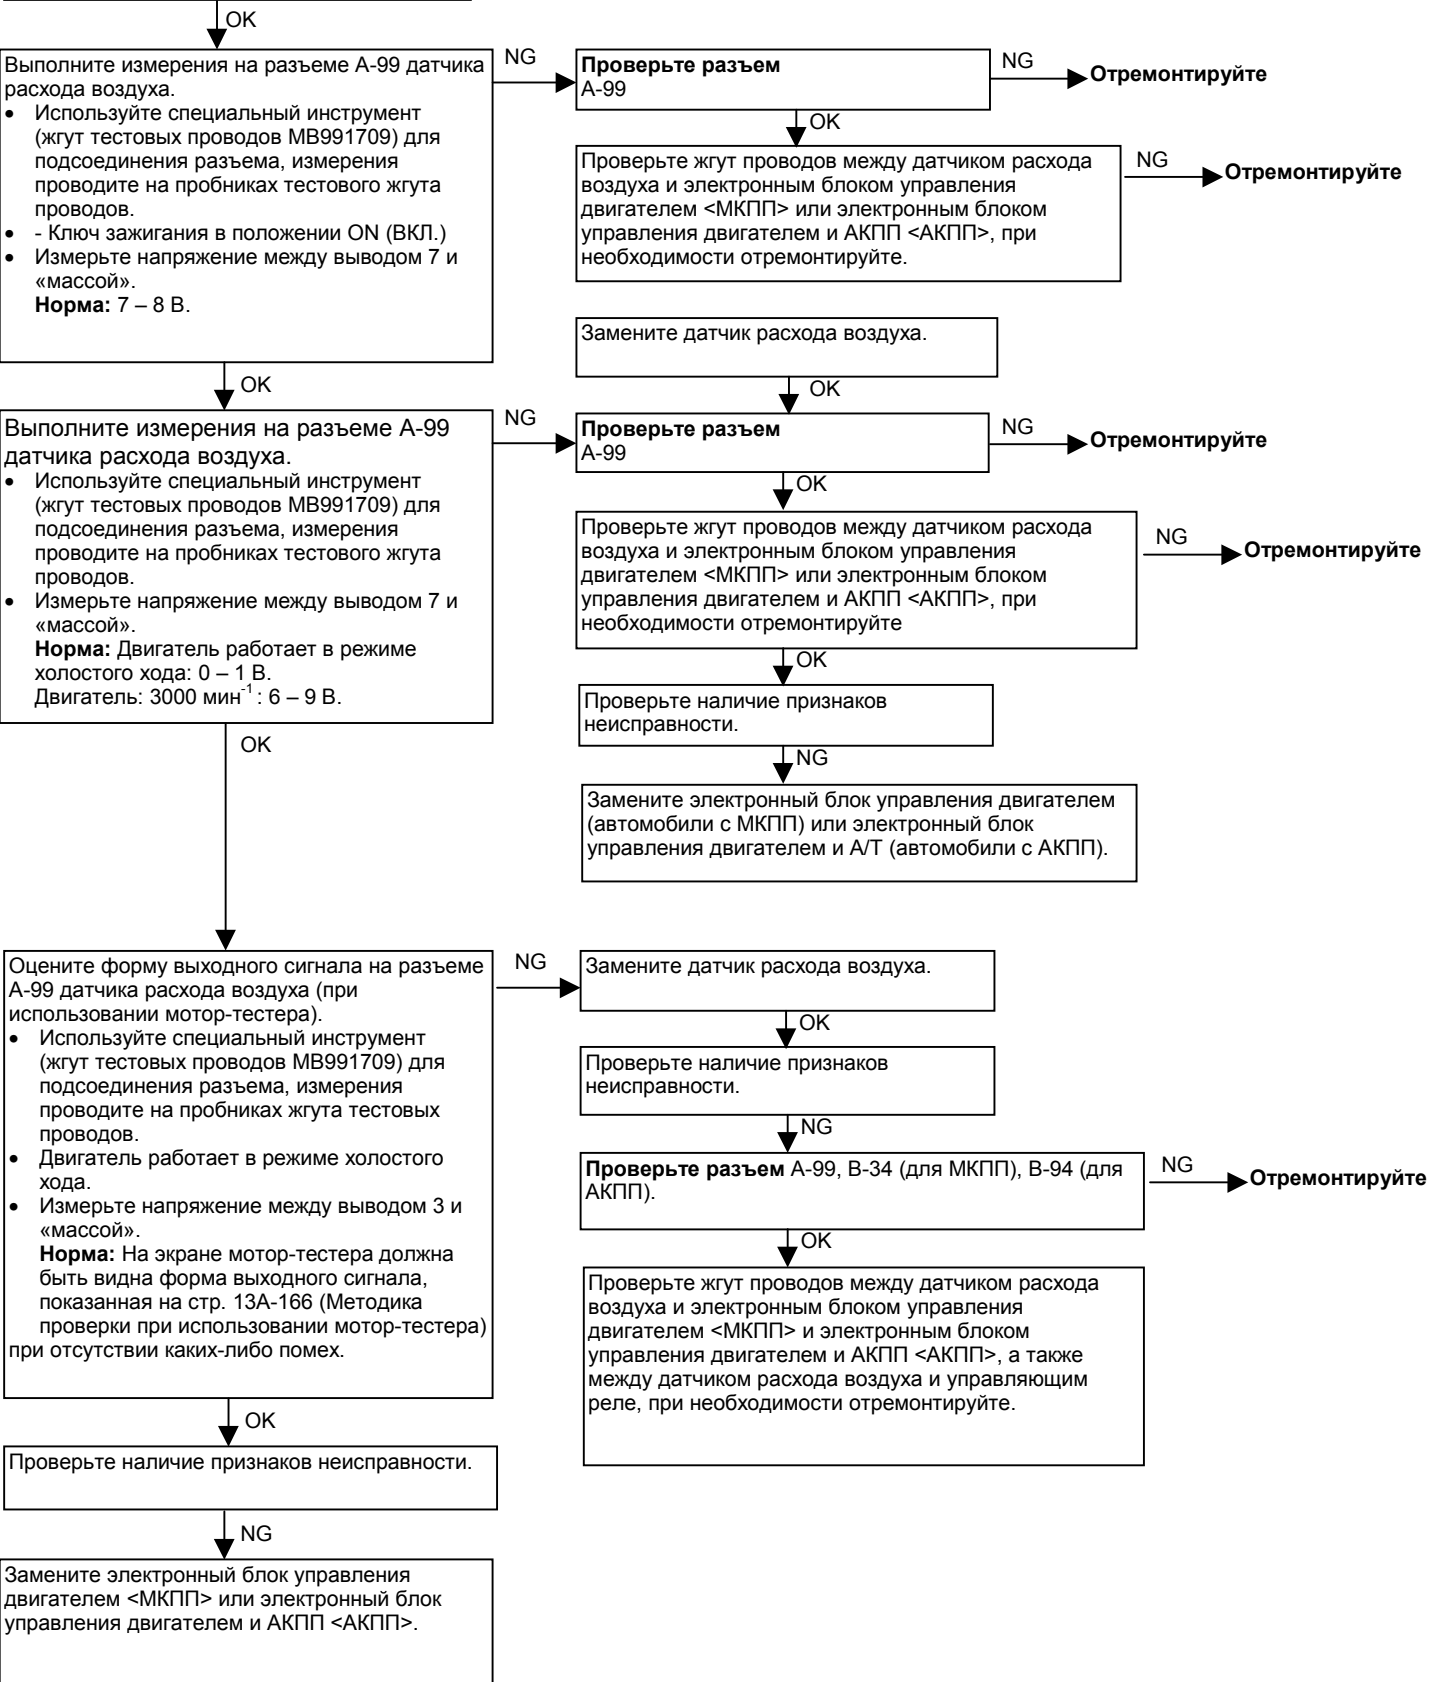 OK
Выполните измерения на разъеме А-99 датчика
расхода воздуха.
• Используйте специальный инструмент
(жгут тестовых проводов MB991709) для
подсоединения разъема, измерения
проводите на пробниках тестового жгута
проводов.
• - Ключ зажигания в положении ON (ВКЛ.)
• Измерьте напряжение между выводом 7 и
«массой».
Норма: 7 – 8 В.
NG
Проверьте разъем
А-99
NG
Отремонтируйте
OK
Проверьте жгут проводов между датчиком расхода
воздуха и электронным блоком управления
двигателем <МКПП> или электронным блоком
управления двигателем и АКПП <АКПП>, при
необходимости отремонтируйте.
NG
Отремонтируйте
Замените датчик расхода воздуха.
OK
OK
Выполните измерения на разъеме А-99
датчика расхода воздуха.
• Используйте специальный инструмент
(жгут тестовых проводов MB991709) для
подсоединения разъема, измерения
проводите на пробниках тестового жгута
проводов.
• Измерьте напряжение между выводом 7 и
«массой».
Норма: Двигатель работает в режиме
холостого хода: 0 – 1 В.
Двигатель: 3000 мин⁻¹ : 6 – 9 В.
NG
Проверьте разъем
А-99
NG
Отремонтируйте
OK
Проверьте жгут проводов между датчиком расхода
воздуха и электронным блоком управления
двигателем <МКПП> или электронным блоком
управления двигателем и АКПП <АКПП>, при
необходимости отремонтируйте
NG
Отремонтируйте
OK
Проверьте наличие признаков
неисправности.
NG
Замените электронный блок управления двигателем
(автомобили с МКПП) или электронный блок
управления двигателем и А/Т (автомобили с АКПП).
OK
Оцените форму выходного сигнала на разъеме
А-99 датчика расхода воздуха (при
использовании мотор-тестера).
• Используйте специальный инструмент
(жгут тестовых проводов MB991709) для
подсоединения разъема, измерения
проводите на пробниках жгута тестовых
проводов.
• Двигатель работает в режиме холостого
хода.
• Измерьте напряжение между выводом 3 и
«массой».
Норма: На экране мотор-тестера должна
быть видна форма выходного сигнала,
показанная на стр. 13А-166 (Методика
проверки при использовании мотор-тестера)
при отсутствии каких-либо помех.
NG
Замените датчик расхода воздуха.
OK
Проверьте наличие признаков
неисправности.
NG
Проверьте разъем А-99, В-34 (для МКПП), В-94 (для
АКПП).
NG
Отремонтируйте
OK
Проверьте жгут проводов между датчиком расхода
воздуха и электронным блоком управления
двигателем <МКПП> и электронным блоком
управления двигателем и АКПП <АКПП>, а также
между датчиком расхода воздуха и управляющим
реле, при необходимости отремонтируйте.
OK
Проверьте наличие признаков неисправности.
NG
Замените электронный блок управления
двигателем <МКПП> или электронный блок
управления двигателем и АКПП <АКПП>.